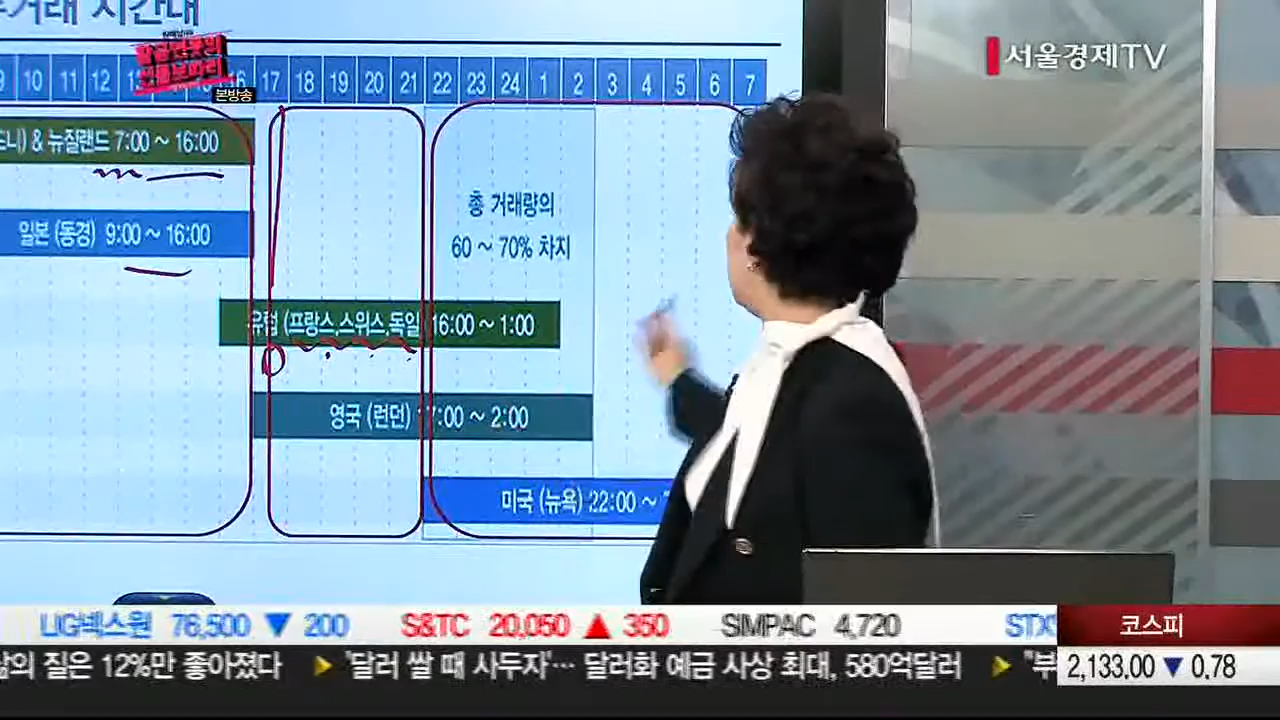 거래 시간대
서울경제TV
9 10 11 12 13 16 17 18 19 20 21 22 23 24 1 2 3 4 5 6 7
본방송
드니) & 뉴질랜드 7:00 ~ 16:00
총 거래량의
60 ~ 70% 차지
일본 (동경) 9:00 ~ 16:00
유럽 (프랑스,스위스,독일 16:00 ~ 1:00
영국 (런던) 17:00 ~ 2:00
미국 (뉴욕) 22:00 ~
LIG넥스원 76,500 ▼ 200 S&TC 20,050 ▲ 350 SIMPAC 4,720 STX
코스피
삶의 질은 12%만 좋아졌다 ▶ '달러 쌀 때 사두자'… 달러화 예금 사상 최대, 580억달러 ▶ "부
2,133.00 ▼ 0.78